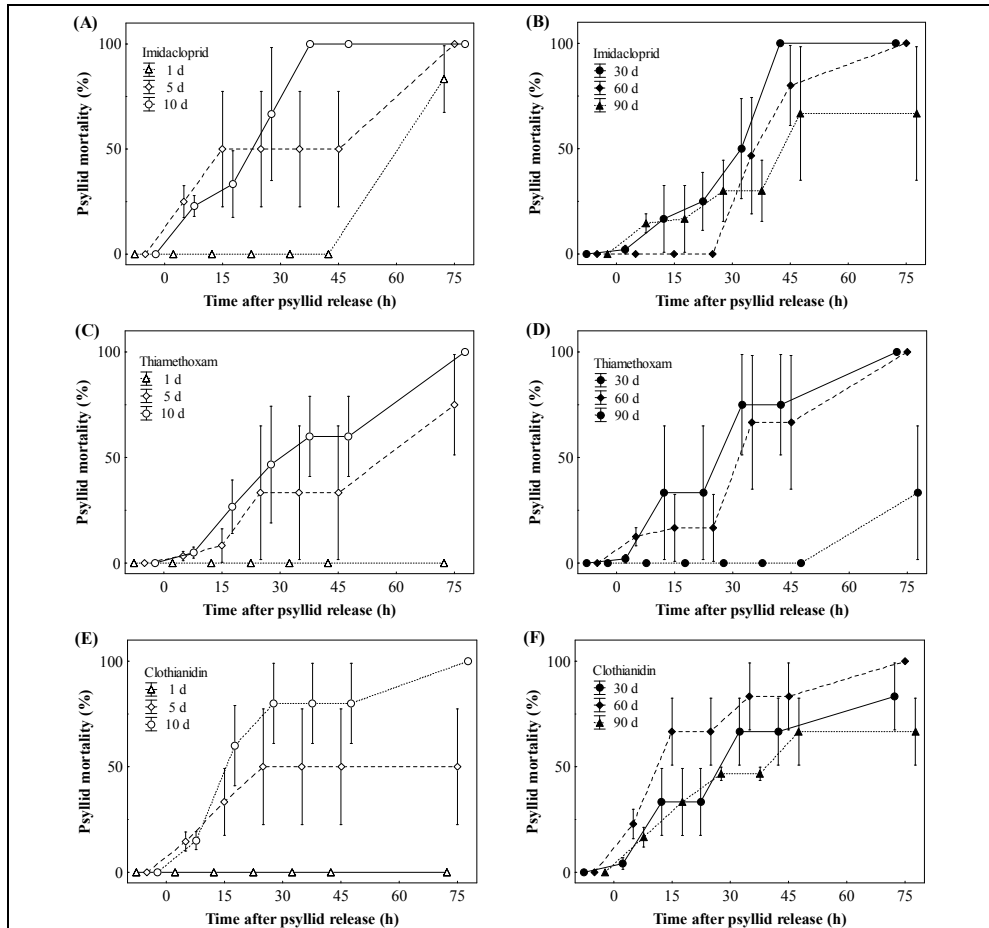 (A)
Psyllid mortality (%)
100
50
0
Imidacloprid
1 d
5 d
10 d
0 15 30 45 60 75
Time after psyllid release (h)
(B)
Psyllid mortality (%)
100
50
0
Imidacloprid
30 d
60 d
90 d
0 15 30 45 60 75
Time after psyllid release (h)
(C)
Psyllid mortality (%)
100
50
0
Thiamethoxam
1 d
5 d
10 d
0 15 30 45 60 75
Time after psyllid release (h)
(D)
Psyllid mortality (%)
100
50
0
Thiamethoxam
30 d
60 d
90 d
0 15 30 45 60 75
Time after psyllid release (h)
(E)
Psyllid mortality (%)
100
50
0
Clothianidin
1 d
5 d
10 d
0 15 30 45 60 75
Time after psyllid release (h)
(F)
Psyllid mortality (%)
100
50
0
Clothianidin
30 d
60 d
90 d
0 15 30 45 60 75
Time after psyllid release (h)